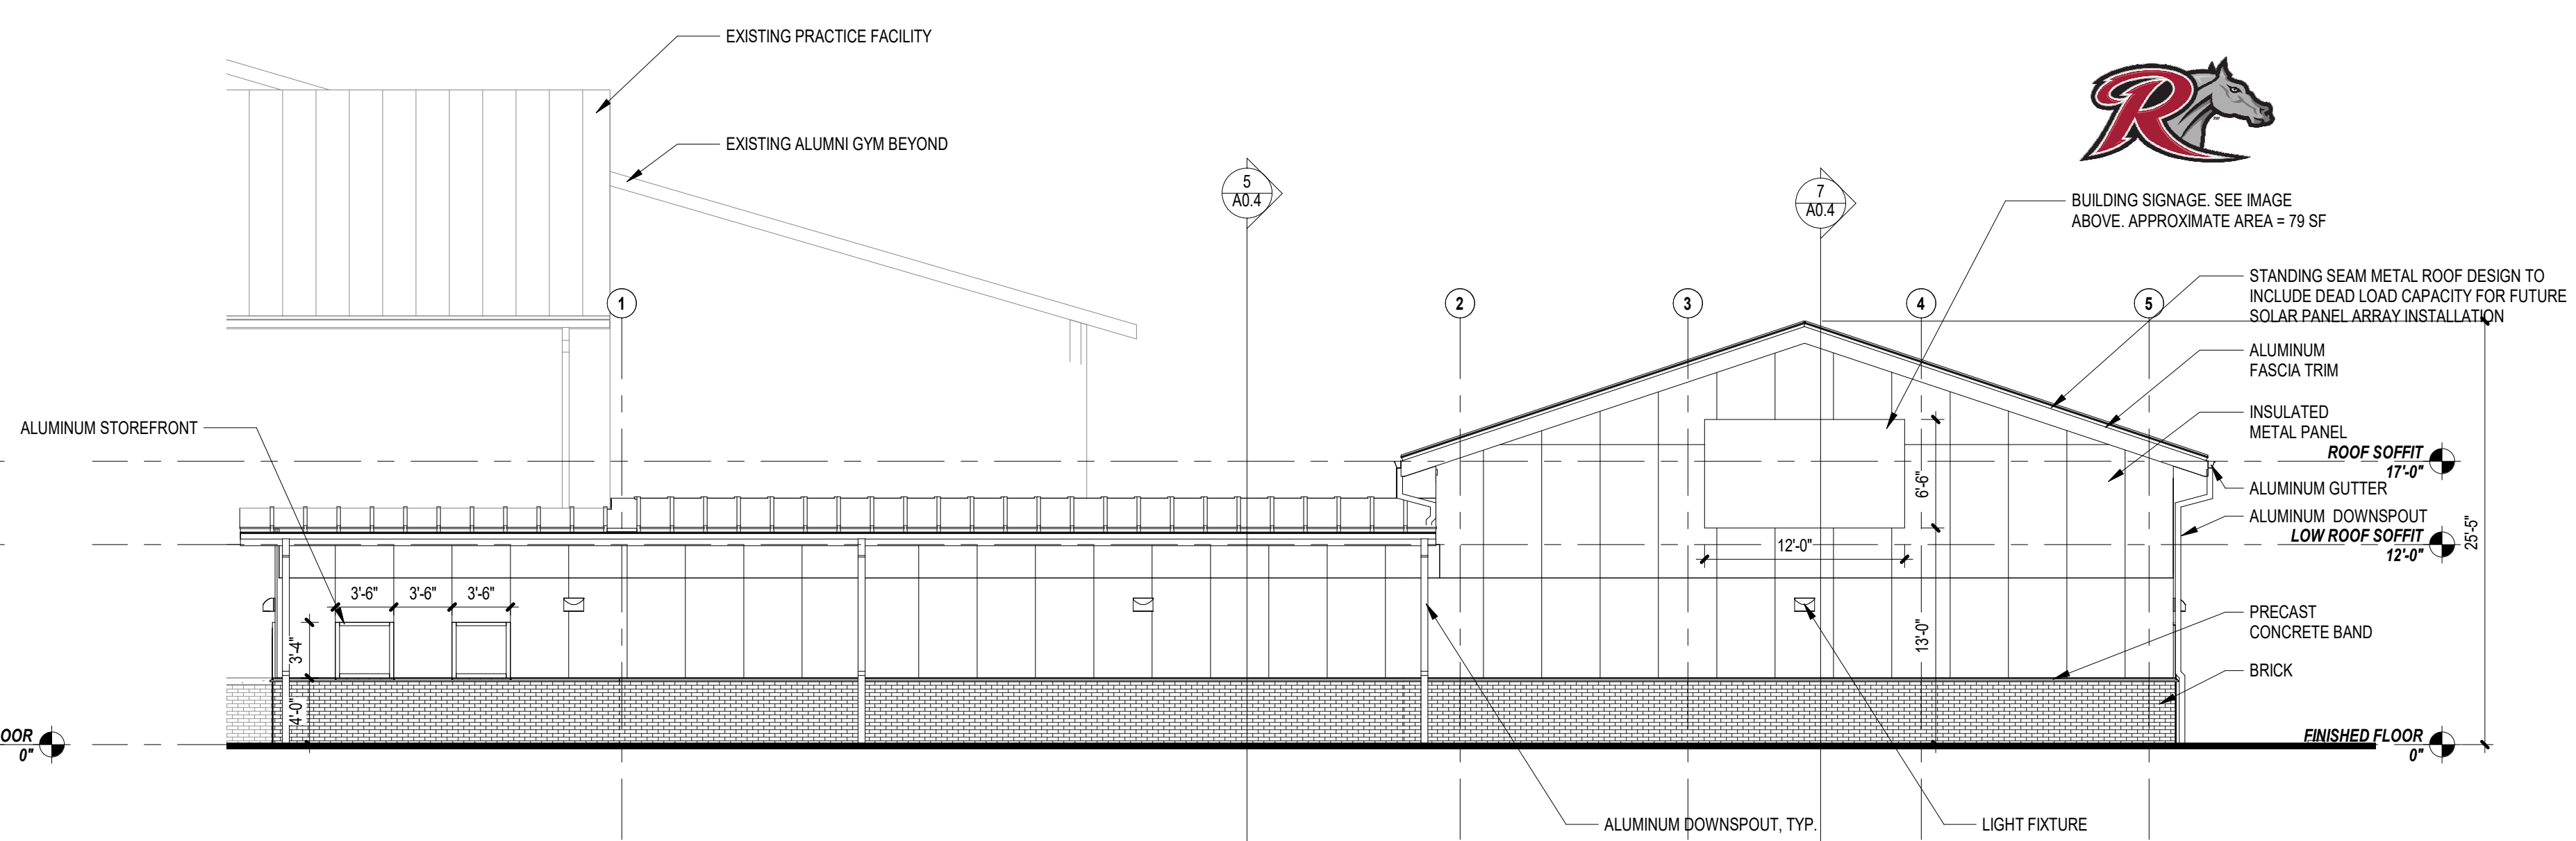 EXISTING PRACTICE FACILITY
EXISTING ALUMNI GYM BEYOND
R
5
A0.4
7
A0.4
BUILDING SIGNAGE. SEE IMAGE
ABOVE. APPROXIMATE AREA = 79 SF
STANDING SEAM METAL ROOF DESIGN TO
INCLUDE DEAD LOAD CAPACITY FOR FUTURE
SOLAR PANEL ARRAY INSTALLATION
1
2
3
4
5
ALUMINUM
FASCIA TRIM
INSULATED
METAL PANEL
ALUMINUM STOREFRONT
ROOF SOFFIT
17'-0"
ALUMINUM GUTTER
ALUMINUM DOWNSPOUT
LOW ROOF SOFFIT
12'-0"
25'-5"
6'-6"
12'-0"
3'-6"
3'-6"
3'-6"
3'-4"
13'-0"
4'-0"
PRECAST
CONCRETE BAND
BRICK
OOR
0"
FINISHED FLOOR
0"
ALUMINUM DOWNSPOUT, TYP.
LIGHT FIXTURE